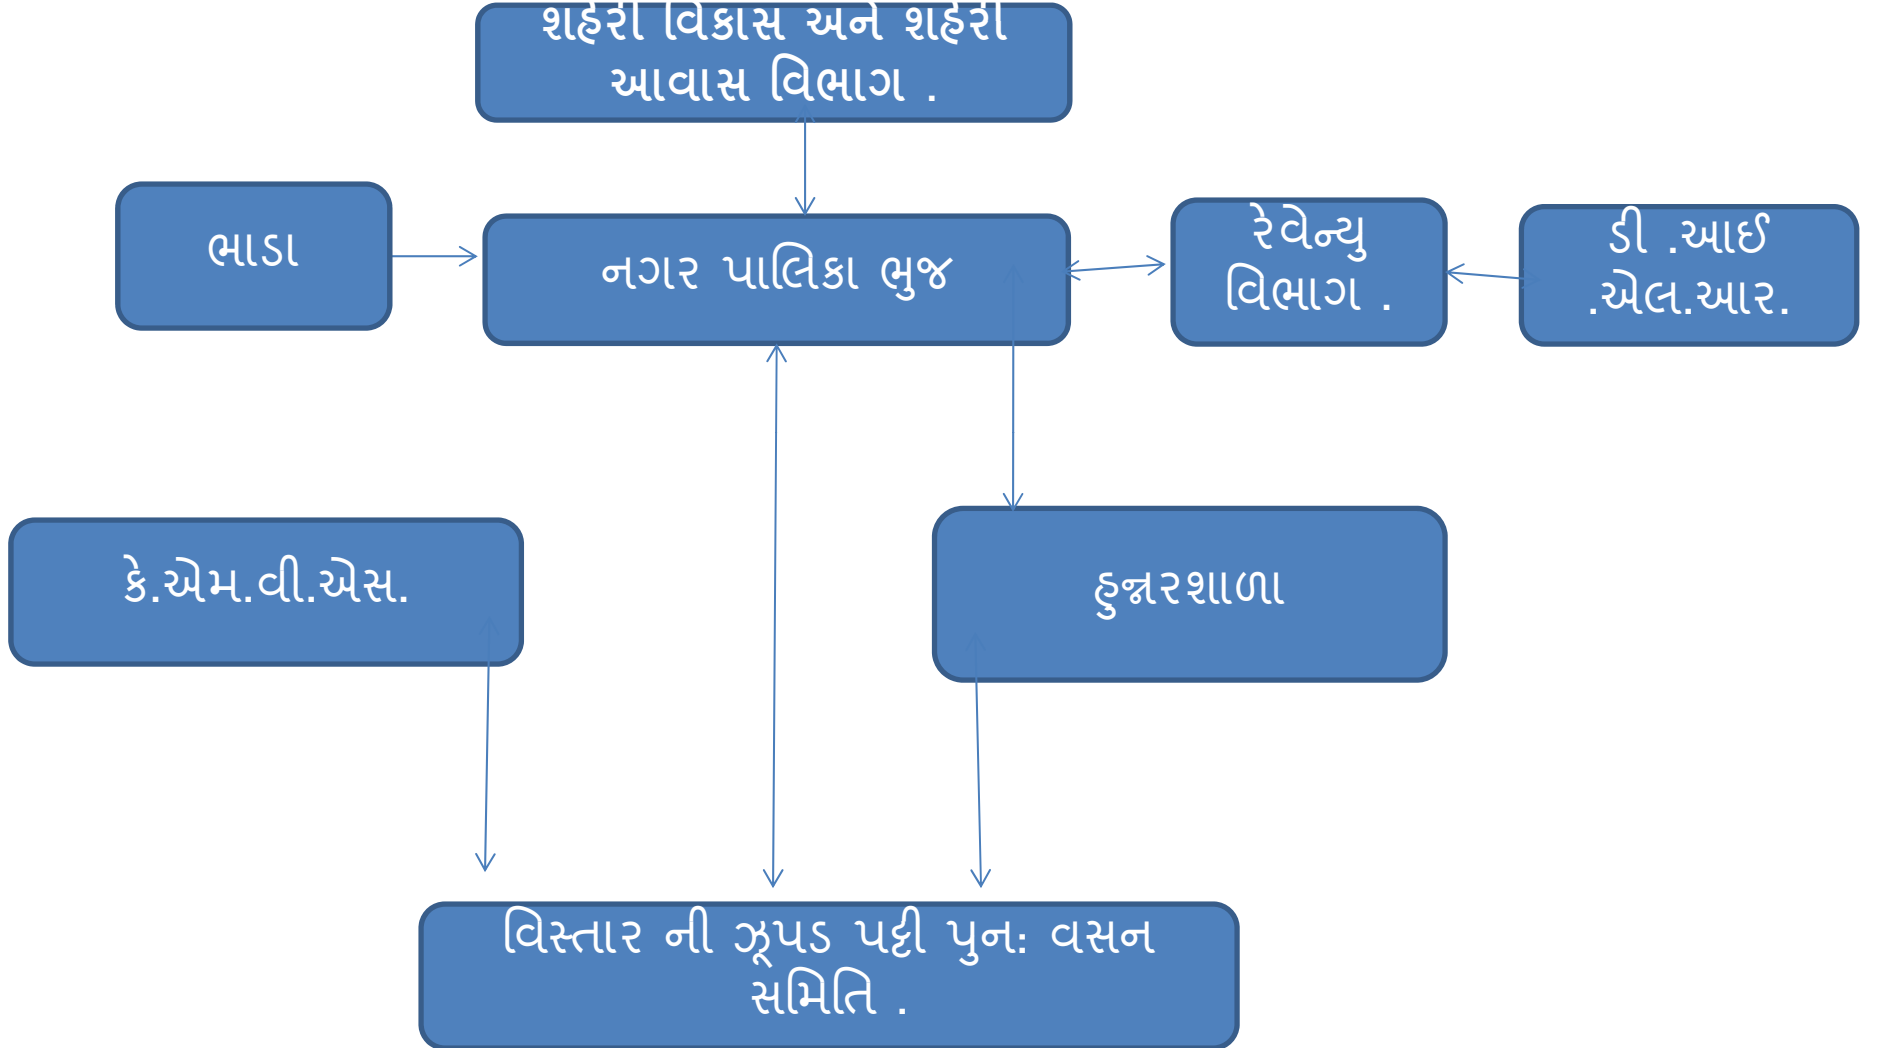 શહેરી વિકાસ અને શહેરી
આવાસ વિભાગ .
ભાડા
નગર પાલિકા ભુજ
રેવેન્યુ
વિભાગ .
ડી .આઈ
.એલ.આર.
કે.એમ.વી.એસ.
હુન્નરશાળા
વિસ્તાર ની ઝૂપડ પટ્ટી પુન: વસન
સમિતિ .